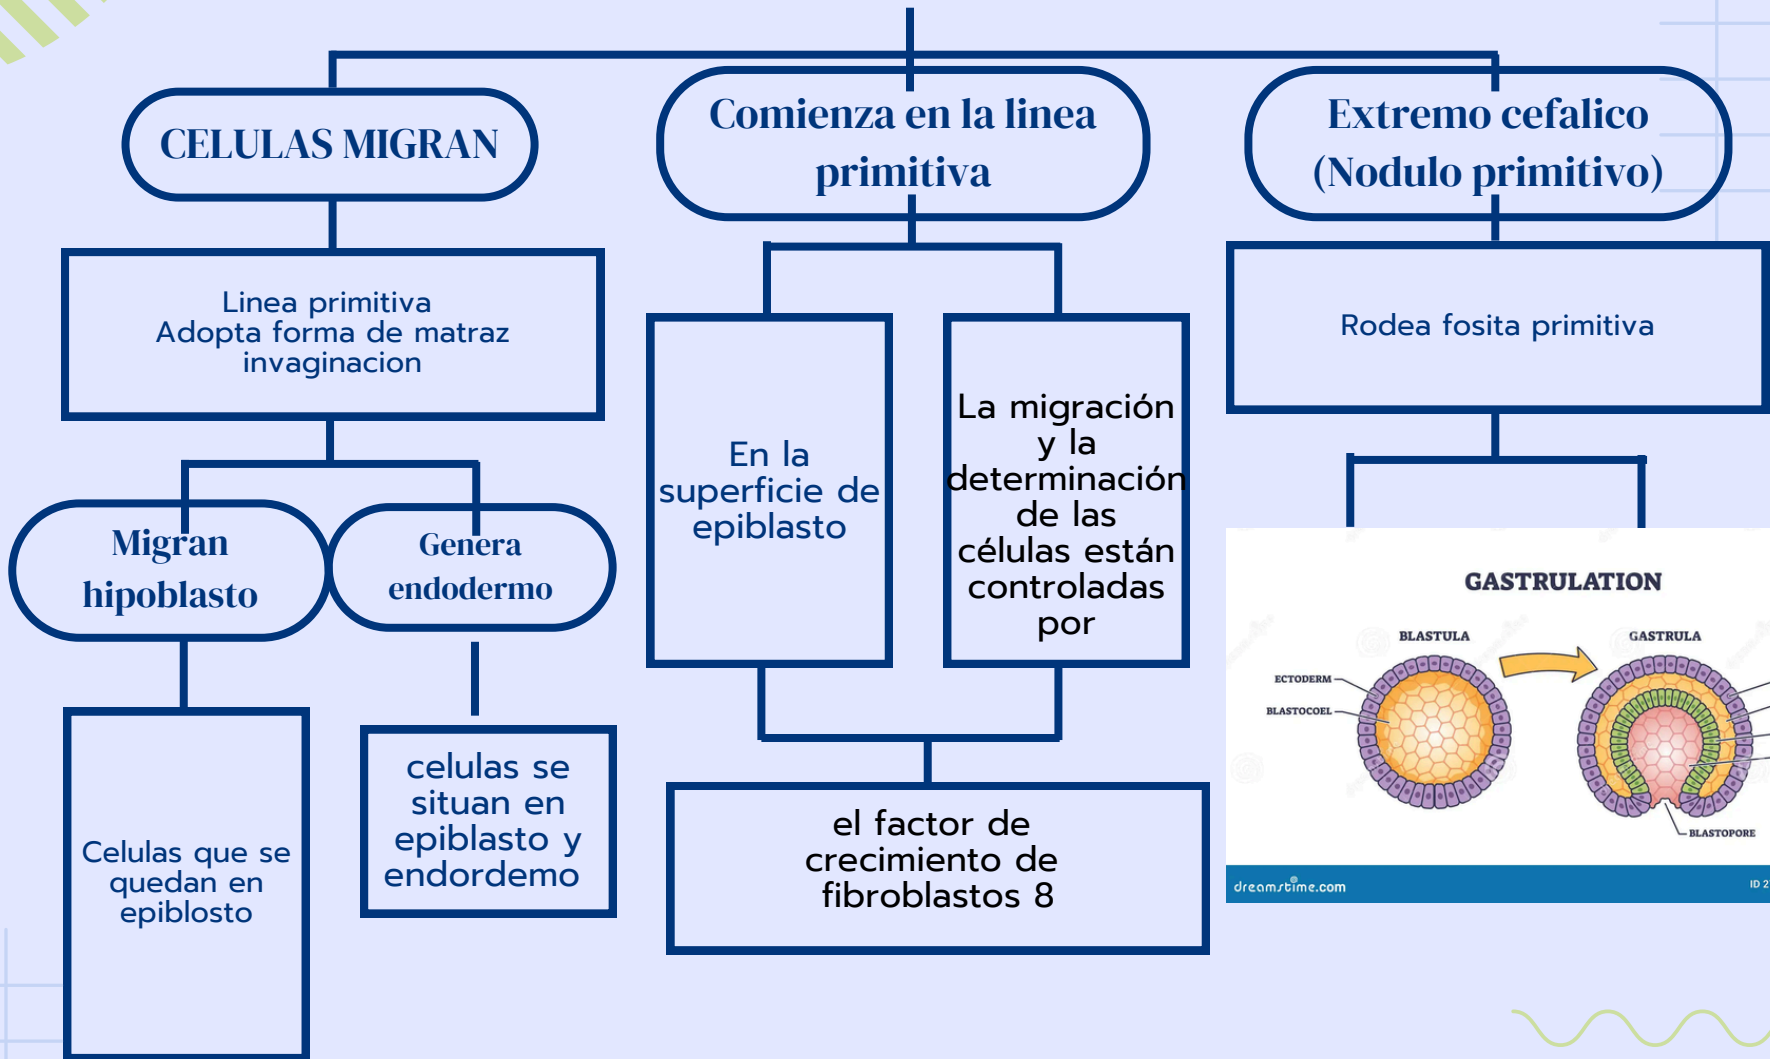 CELULAS MIGRAN
Comienza en la linea
primitiva
Extremo cefalico
(Nodulo primitivo)
Linea primitiva
Adopta forma de matraz
invaginacion
Rodea fosita primitiva
En la
superficie de
epiblasto
La migración
y la
determinación
de las
células están
controladas
por
Migran
hipoblasto
Genera
endodermo
Celulas que se
quedan en
epiblosto
celulas se
situan en
epiblasto y
endordemo
el factor de
crecimiento de
fibroblastos 8
GASTRULATION
BLASTULA
GASTRULA
ECTODERM
BLASTOCOEL
BLASTOPORE
dreamstime.com
ID 2